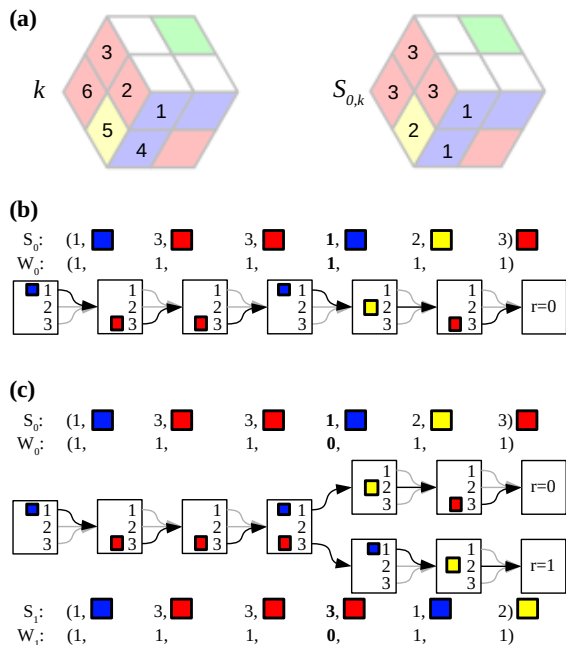 (a)
k
3
6 2
1
5
4
S0,k
3
3 3
1
2
1
(b)
S0: (1, 3, 3, 1, 2, 3)
W0: (1, 1, 1, 1, 1, 1)
1 1 1 1 1 1
2 2 2 2 2 2 r=0
3 3 3 3 3 3
(c)
S0: (1, 3, 3, 1, 2, 3)
W0: (1, 1, 1, 0, 1, 1)
1 1
2 2 r=0
3 3
1 1 1 1
2 2 2 2
3 3 3 3
1 1
2 2 r=1
3 3
S1: (1, 3, 3, 3, 1, 2)
W1: (1, 1, 1, 0, 1, 1)